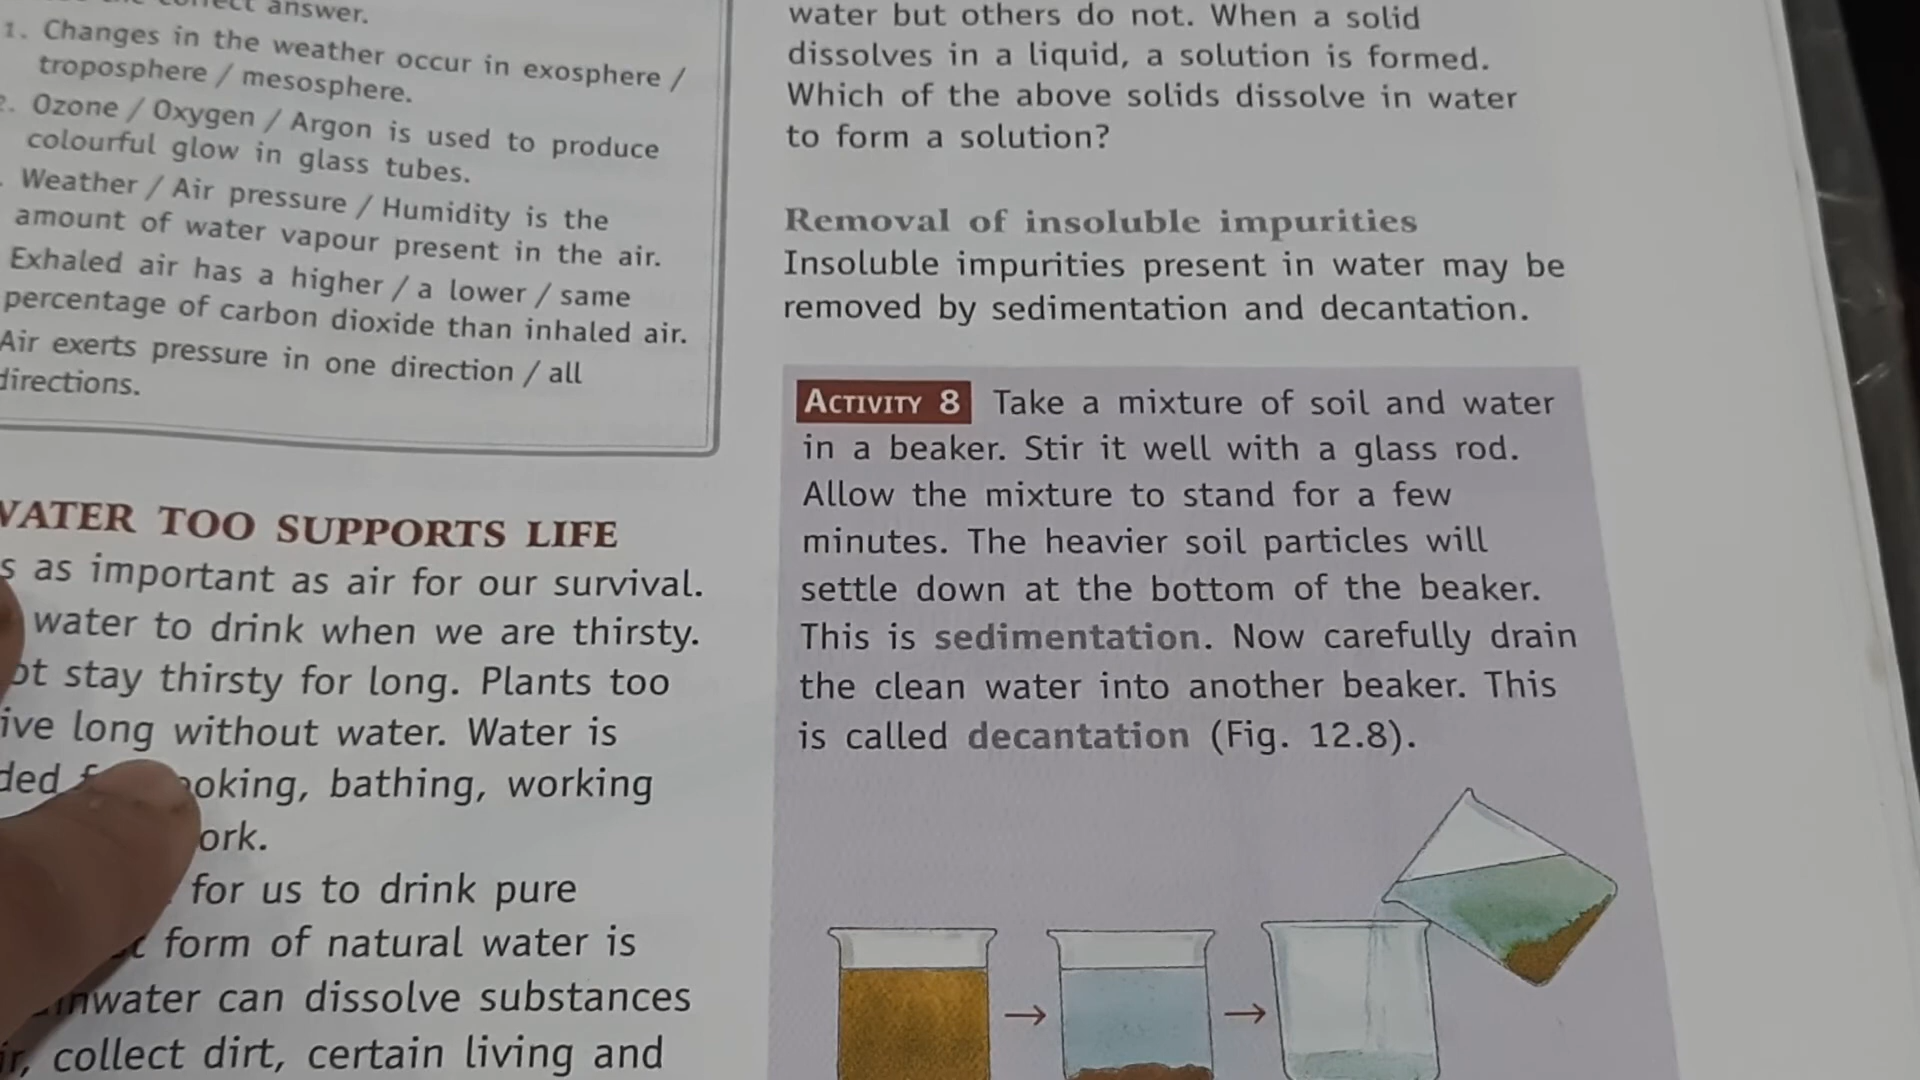 answer.
1. Changes in the weather occur in exosphere /
troposphere / mesosphere.
Ozone / Oxygen / Argon is used to produce
colourful glow in glass tubes.
Weather / Air pressure / Humidity is the
amount of water vapour present in the air.
Exhaled air has a higher / a lower / same
percentage of carbon dioxide than inhaled air.
Air exerts pressure in one direction / all
directions.
WATER TOO SUPPORTS LIFE
as important as air for our survival.
water to drink when we are thirsty.
stay thirsty for long. Plants too
long without water. Water is
bathing, working
for us to drink pure
form of natural water is
can dissolve substances
collect dirt, certain living and
water but others do not. When a solid
dissolves in a liquid, a solution is formed.
Which of the above solids dissolve in water
to form a solution?
Removal of insoluble impurities
Insoluble impurities present in water may be
removed by sedimentation and decantation.
ACTIVITY 8 Take a mixture of soil and water
in a beaker. Stir it well with a glass rod.
Allow the mixture to stand for a few
minutes. The heavier soil particles will
settle down at the bottom of the beaker.
This is sedimentation. Now carefully drain
the clean water into another beaker. This
is called decantation (Fig. 12.8).